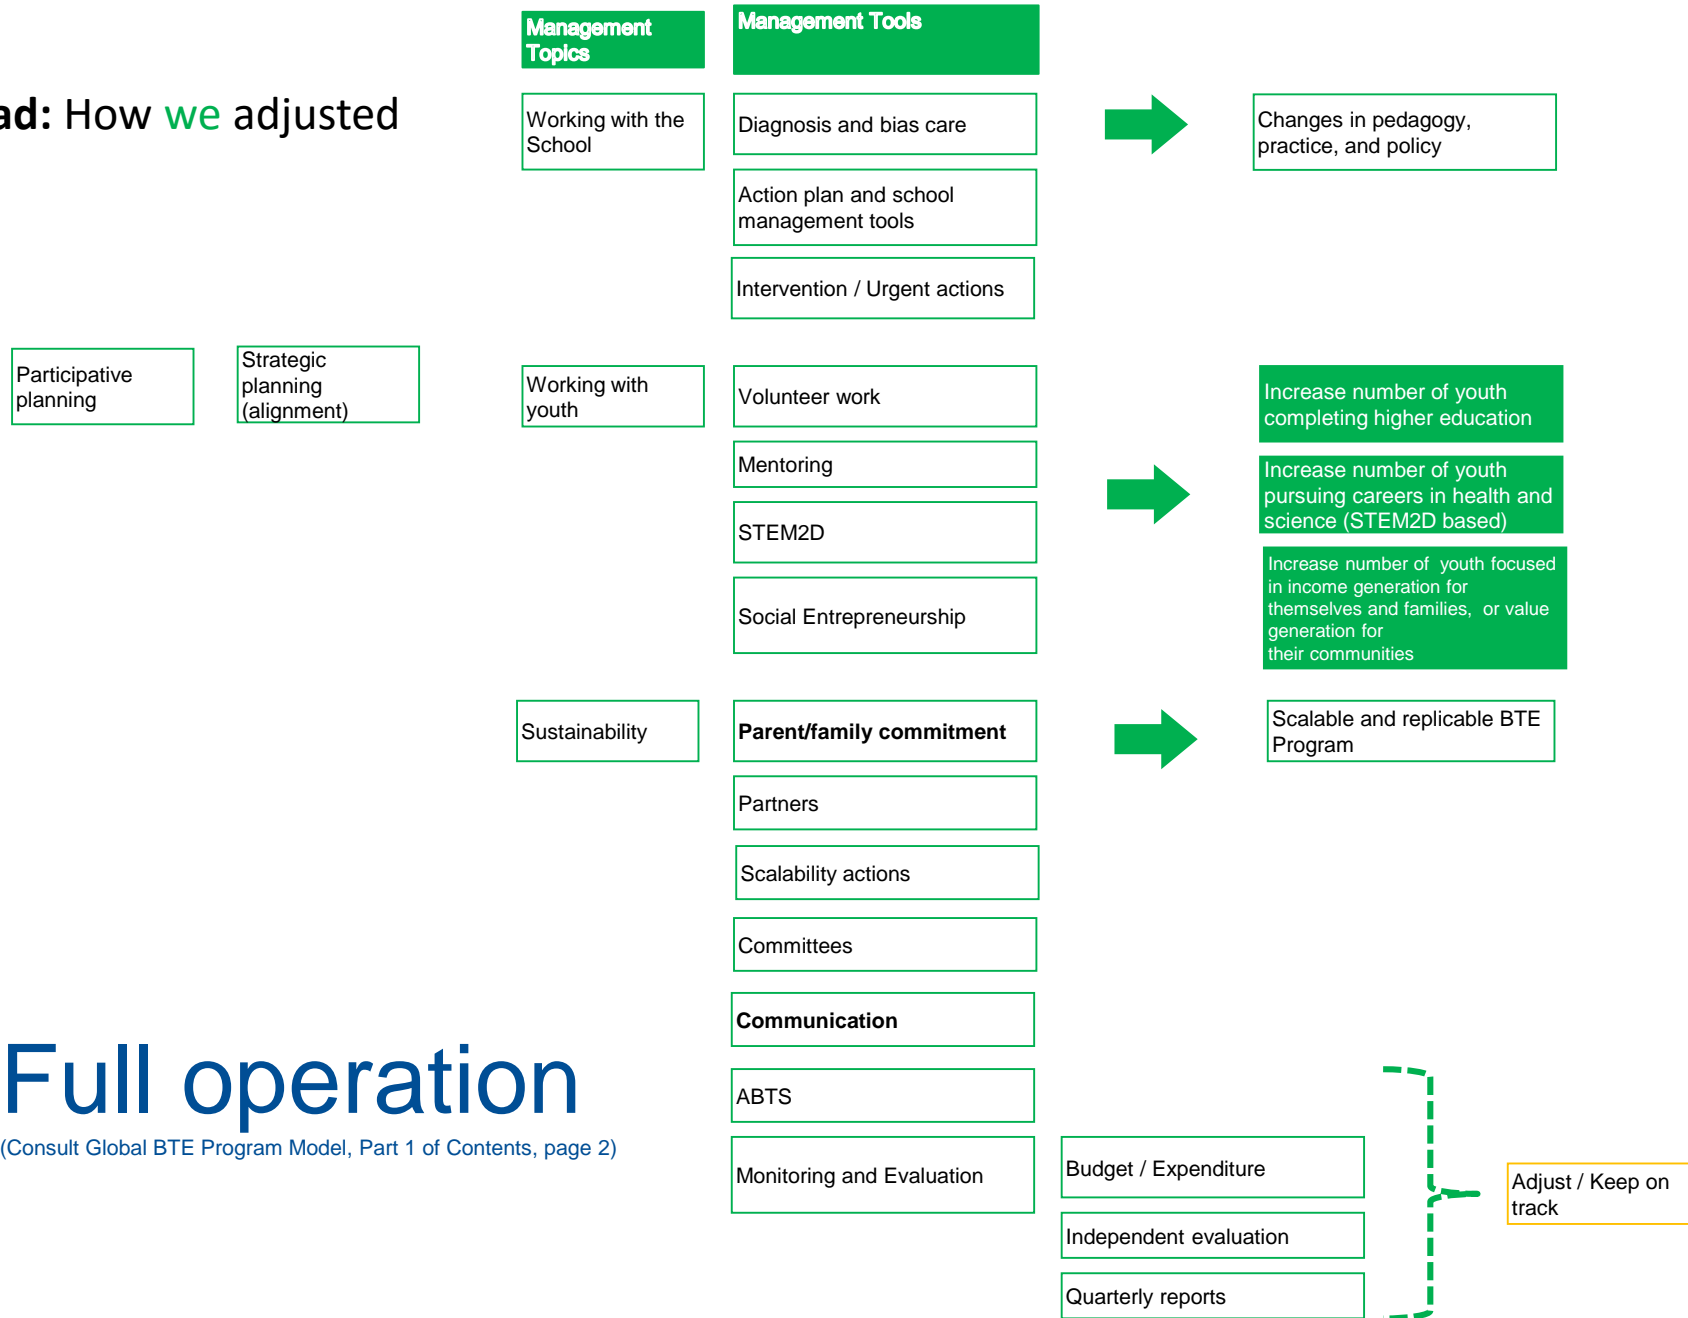 Management
Topics
Management Tools
ad: How we adjusted
Working with the
School
Diagnosis and bias care
Changes in pedagogy,
practice, and policy
Action plan and school
management tools
Intervention / Urgent actions
Participative
planning
Strategic
planning
(alignment)
Working with
youth
Volunteer work
Increase number of youth
completing higher education
Mentoring
Increase number of youth
pursuing careers in health and
science (STEM2D based)
STEM2D
Social Entrepreneurship
Increase number of youth focused
in income generation for
themselves and families, or value
generation for
their communities
Sustainability
Parent/family commitment
Scalable and replicable BTE
Program
Partners
Scalability actions
Committees
Communication
Full operation
(Consult Global BTE Program Model, Part 1 of Contents, page 2)
ABTS
Monitoring and Evaluation
Budget / Expenditure
Independent evaluation
Quarterly reports
Adjust / Keep on
track